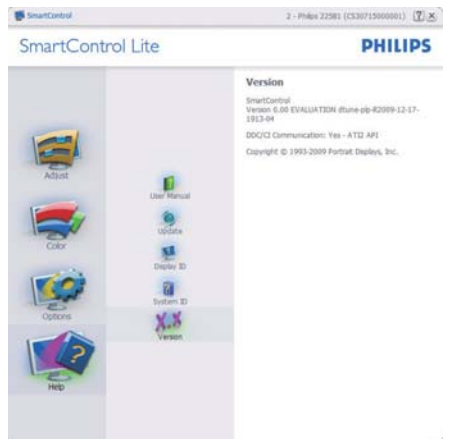 SmartControl
2 - Philips 225B1 (CS30715000001)
SmartControl Lite
PHILIPS
Version
SmartControl
Version 6.00 EVALUATION dtune-plp-R2009-12-17-
1913-04
DDC/CI Communication: Yes - ATI2 API
Copyright © 1993-2009 Portrait Displays, Inc.
Adjust
Color
Options
Help
User Manual
Update
Display ID
System ID
X.X
Version